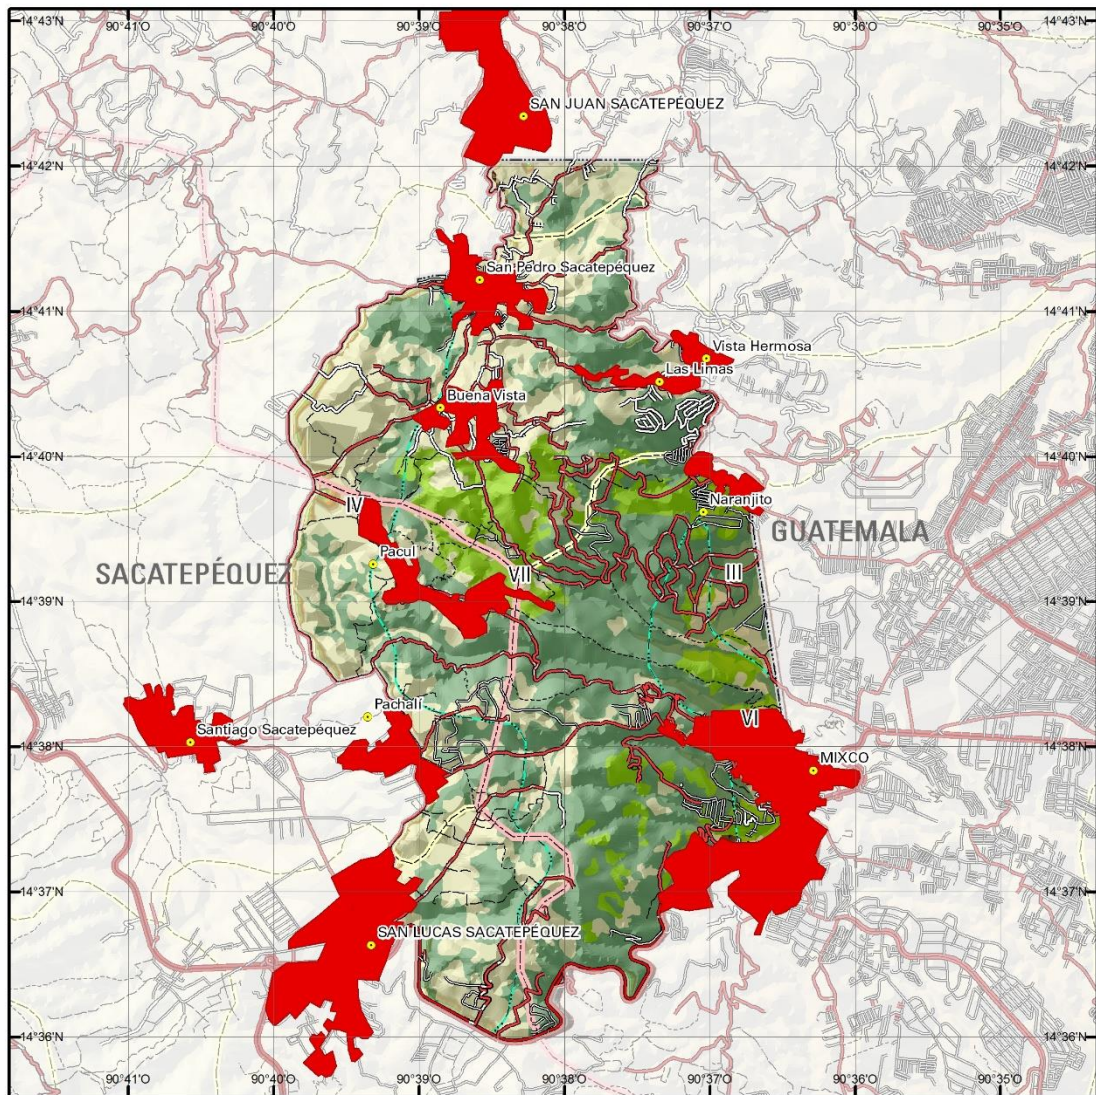 90°41'O 90°40'O 90°39'O 90°38'O 90°37'O 90°36'O 90°35'O
14°43'N 14°43'N
SAN JUAN SACATEPÉQUEZ
14°42'N 14°42'N
San Pedro Sacatepéquez
14°41'N 14°41'N
Vista Hermosa
Las Limas
Buena Vista
14°40'N 14°40'N
IV
Naranjito
GUATEMALA
Pacul
SACATEPÉQUEZ
VII
III
14°39'N 14°39'N
Pachalí
VI
Santiago Sacatepéquez
14°38'N 14°38'N
MIXCO
14°37'N 14°37'N
SAN LUCAS SACATEPÉQUEZ
14°36'N 14°36'N
90°41'O 90°40'O 90°39'O 90°38'O 90°37'O 90°36'O 90°35'O